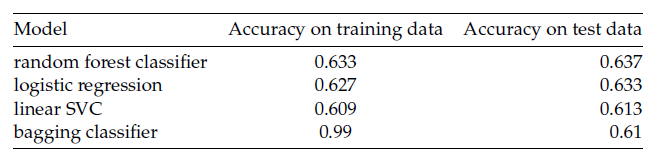 Model Accuracy on training data Accuracy on test data
random forest classifier 0.633 0.637
logistic regression 0.627 0.633
linear SVC 0.609 0.613
bagging classifier 0.99 0.61